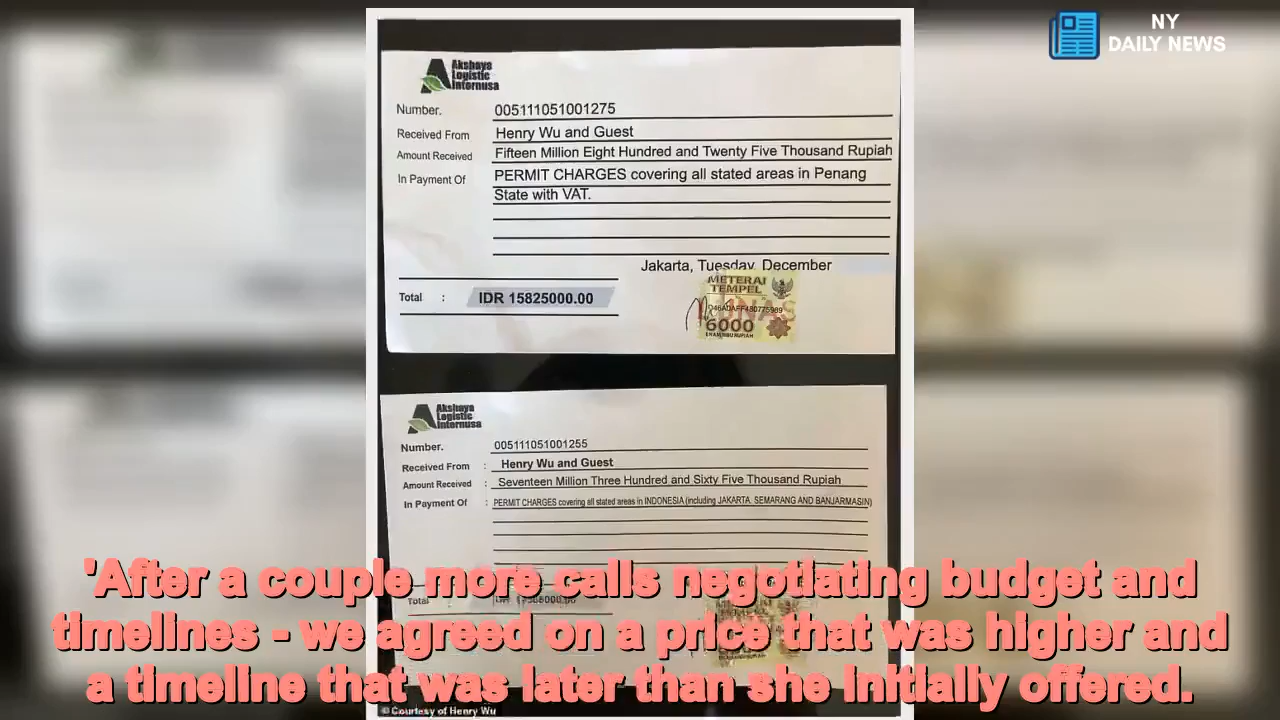 NY
DAILY NEWS
Akshaya
Logistic
Internusa
Number. 005111051001275
Received From Henry Wu and Guest
Amount Received Fifteen Million Eight Hundred and Twenty Five Thousand Rupiah
In Payment Of PERMIT CHARGES covering all stated areas in Penang
State with VAT.
Jakarta, Tuesday, December
METERAI
TEMPEL
Total : IDR 15825000.00
LUNAS
6000
ENAM RIBU RUPIAH
Akshaya
Logistic
Internusa
Number. 005111051001255
Received From : Henry Wu and Guest
Amount Received : Seventeen Million Three Hundred and Sixty Five Thousand Rupiah
In Payment Of : PERMIT CHARGES covering all stated areas in INDONESIA (including JAKARTA, SEMARANG AND BANJARMASIN)
Total
'After a couple more calls negotiating budget and
timelines - we agreed on a price that was higher and
a timeline that was later than she initially offered.
© Courtesy of Henry Wu